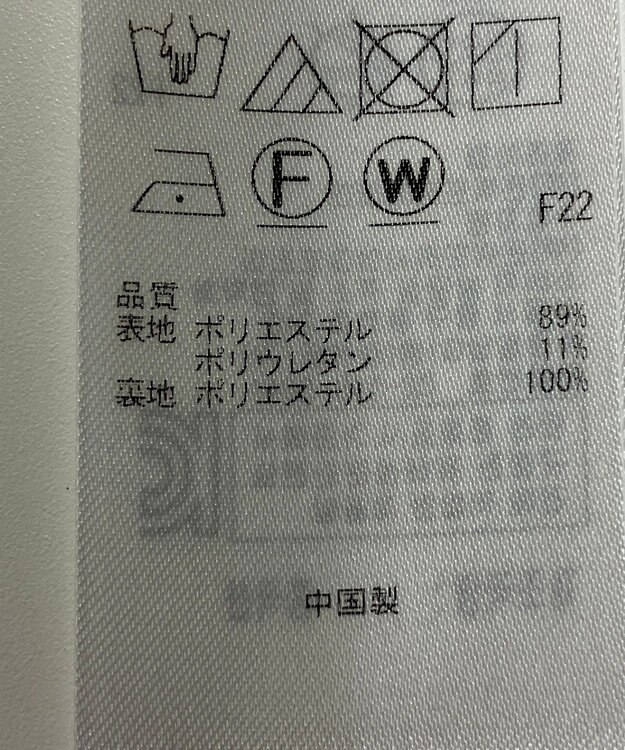 F W
F22
品質
表地 ポリエステル 89%
ポリウレタン 11%
裏地 ポリエステル 100%
中国製